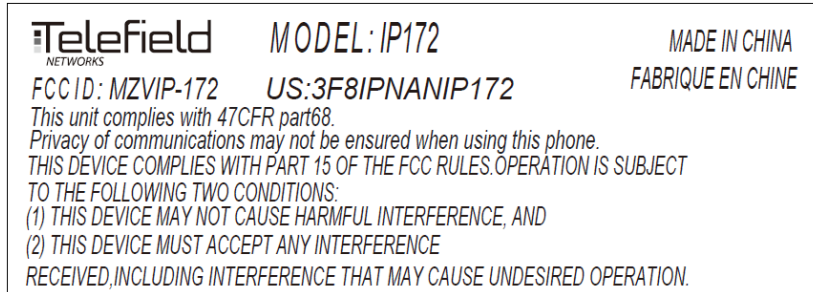 Telefield MODEL: IP172 MADE IN CHINA
NETWORKS
FCC ID: MZVIP-172 US:3F8IPNANIP172 FABRIQUE EN CHINE
This unit complies with 47CFR part68.
Privacy of communications may not be ensured when using this phone.
THIS DEVICE COMPLIES WITH PART 15 OF THE FCC RULES.OPERATION IS SUBJECT
TO THE FOLLOWING TWO CONDITIONS:
(1) THIS DEVICE MAY NOT CAUSE HARMFUL INTERFERENCE, AND
(2) THIS DEVICE MUST ACCEPT ANY INTERFERENCE
RECEIVED,INCLUDING INTERFERENCE THAT MAY CAUSE UNDESIRED OPERATION.